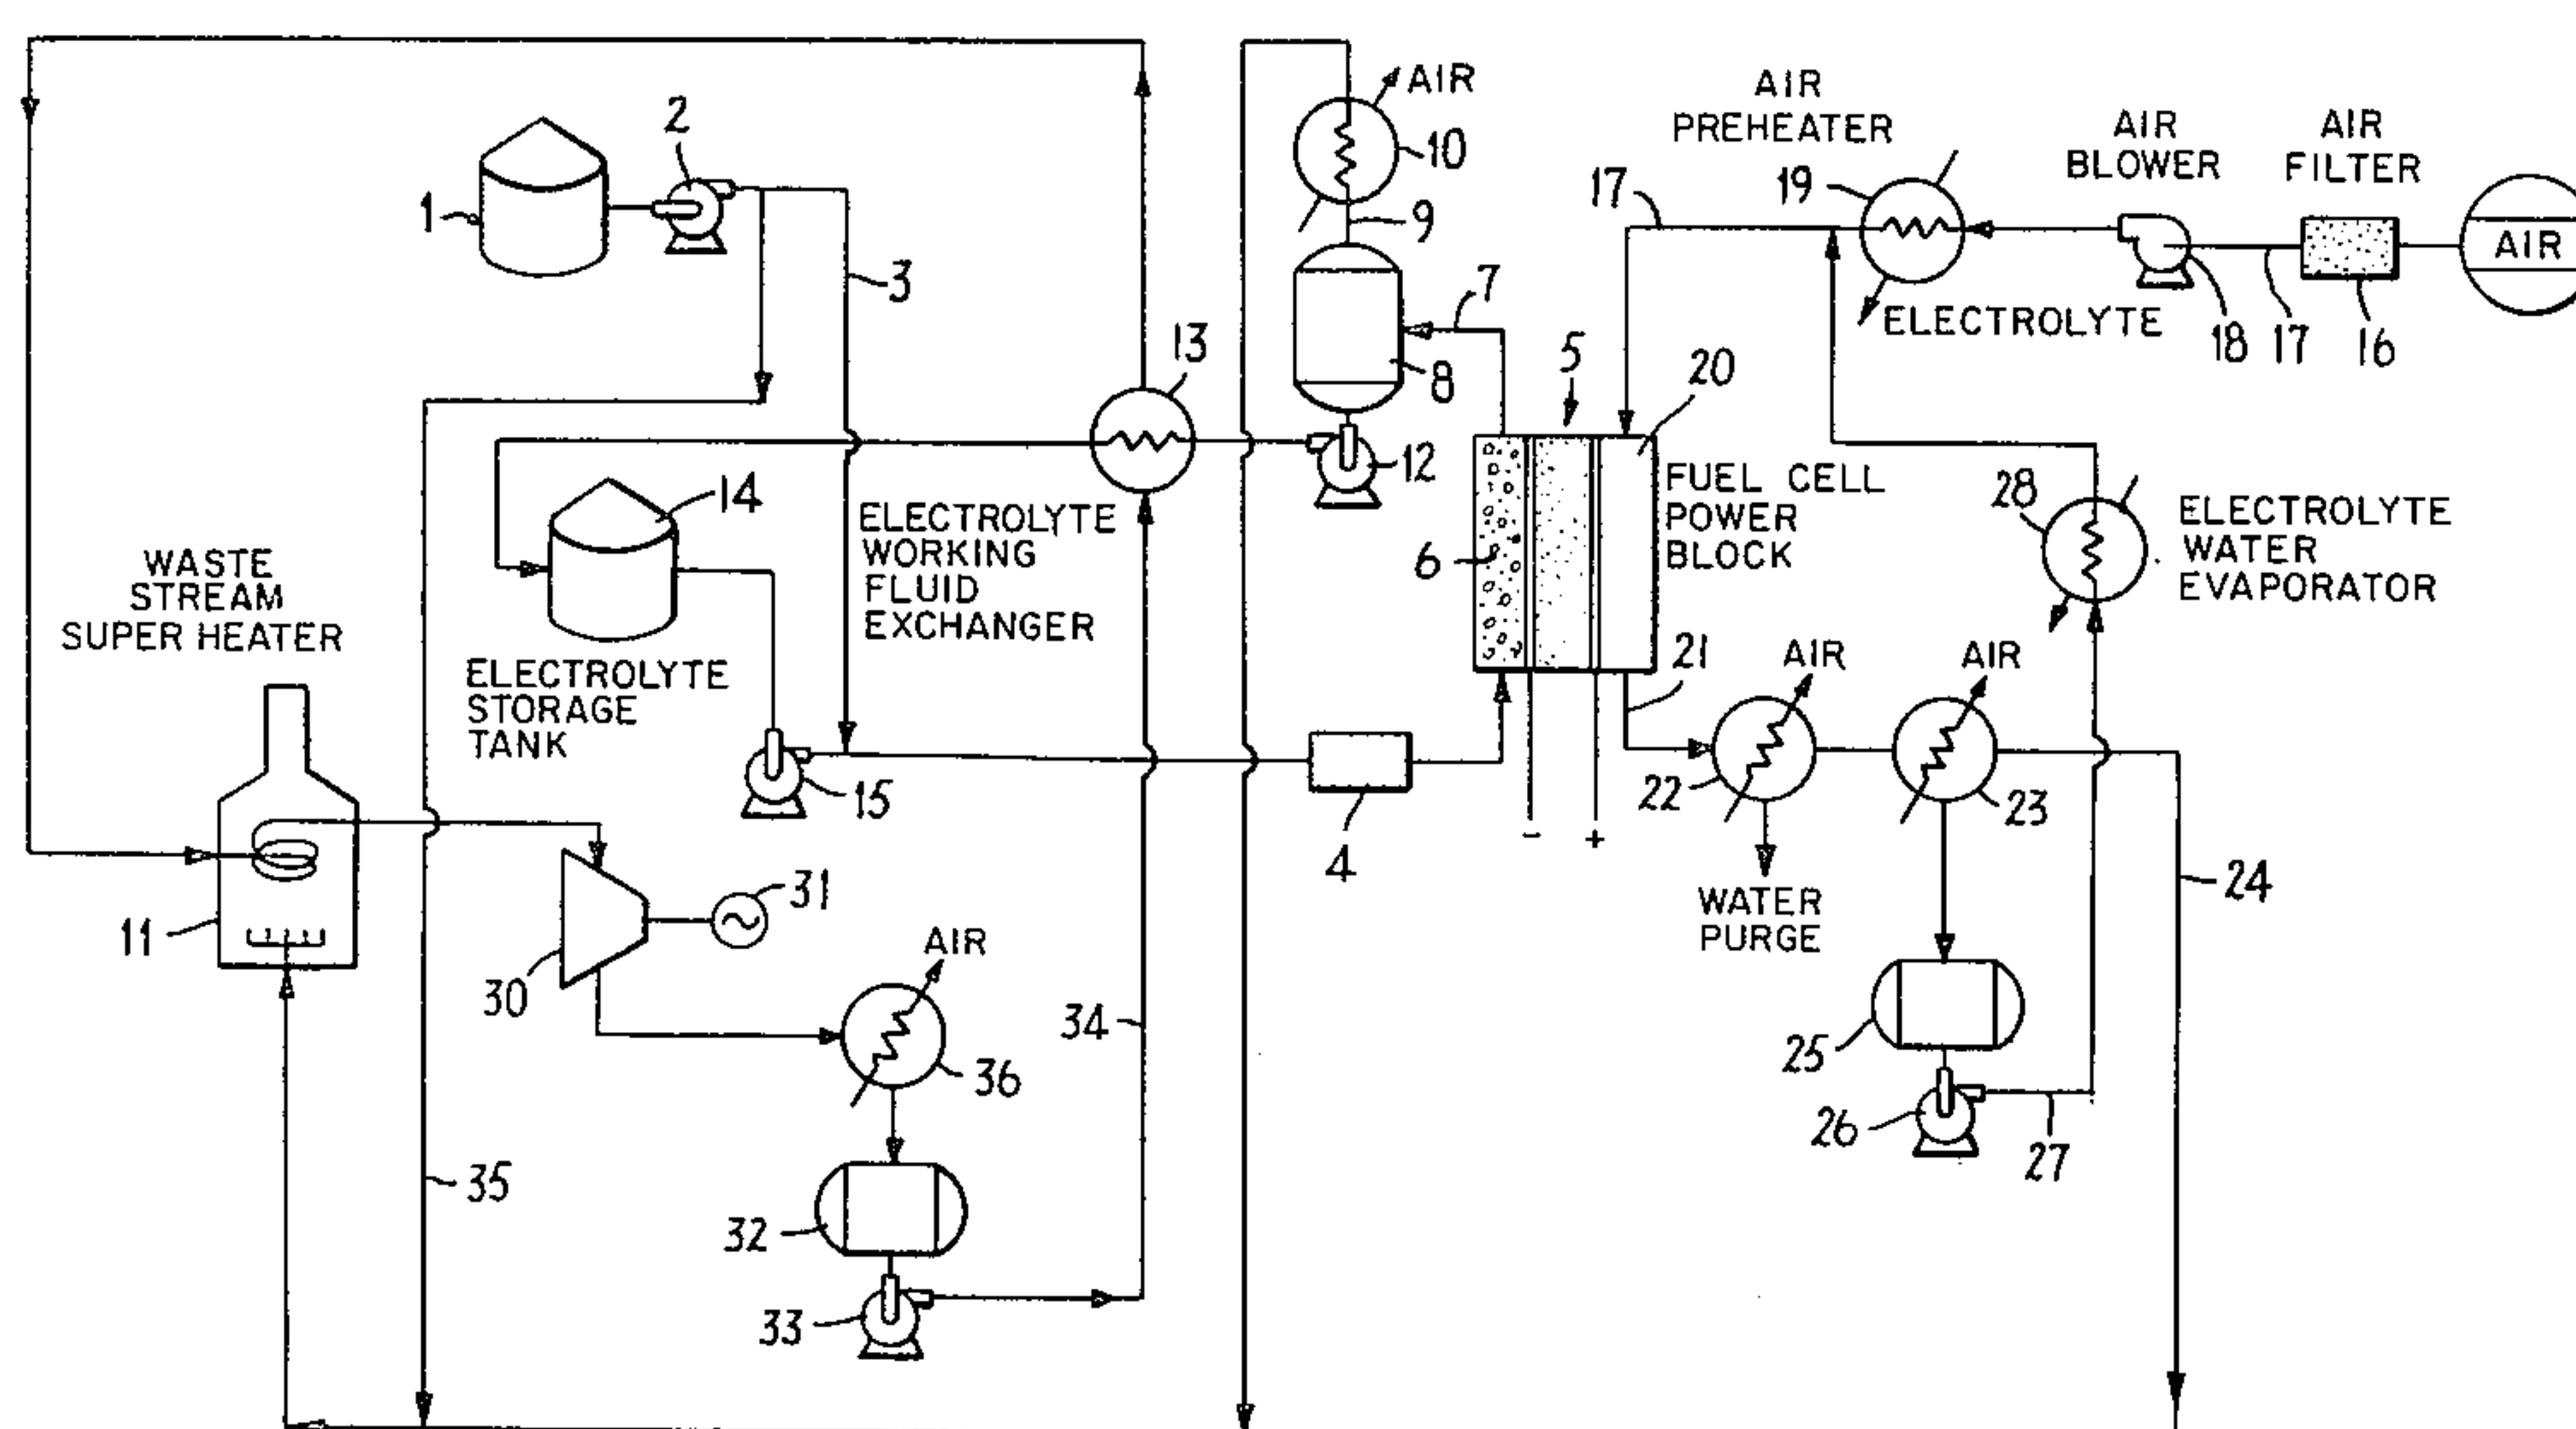 AIR
10
9
2
1
3
7
8
13
12
14
5
20
6
AIR
PREHEATER
17
19
AIR
BLOWER
AIR
FILTER
AIR
ELECTROLYTE
18
17
16
FUEL CELL
POWER
BLOCK
28
ELECTROLYTE
WATER
EVAPORATOR
ELECTROLYTE
WORKING
FLUID
EXCHANGER
WASTE
STREAM
SUPER HEATER
ELECTROLYTE
STORAGE
TANK
15
4
-
+
21
AIR
AIR
22
23
WATER
PURGE
24
11
30
31
AIR
36
34
25
26
27
35
32
33